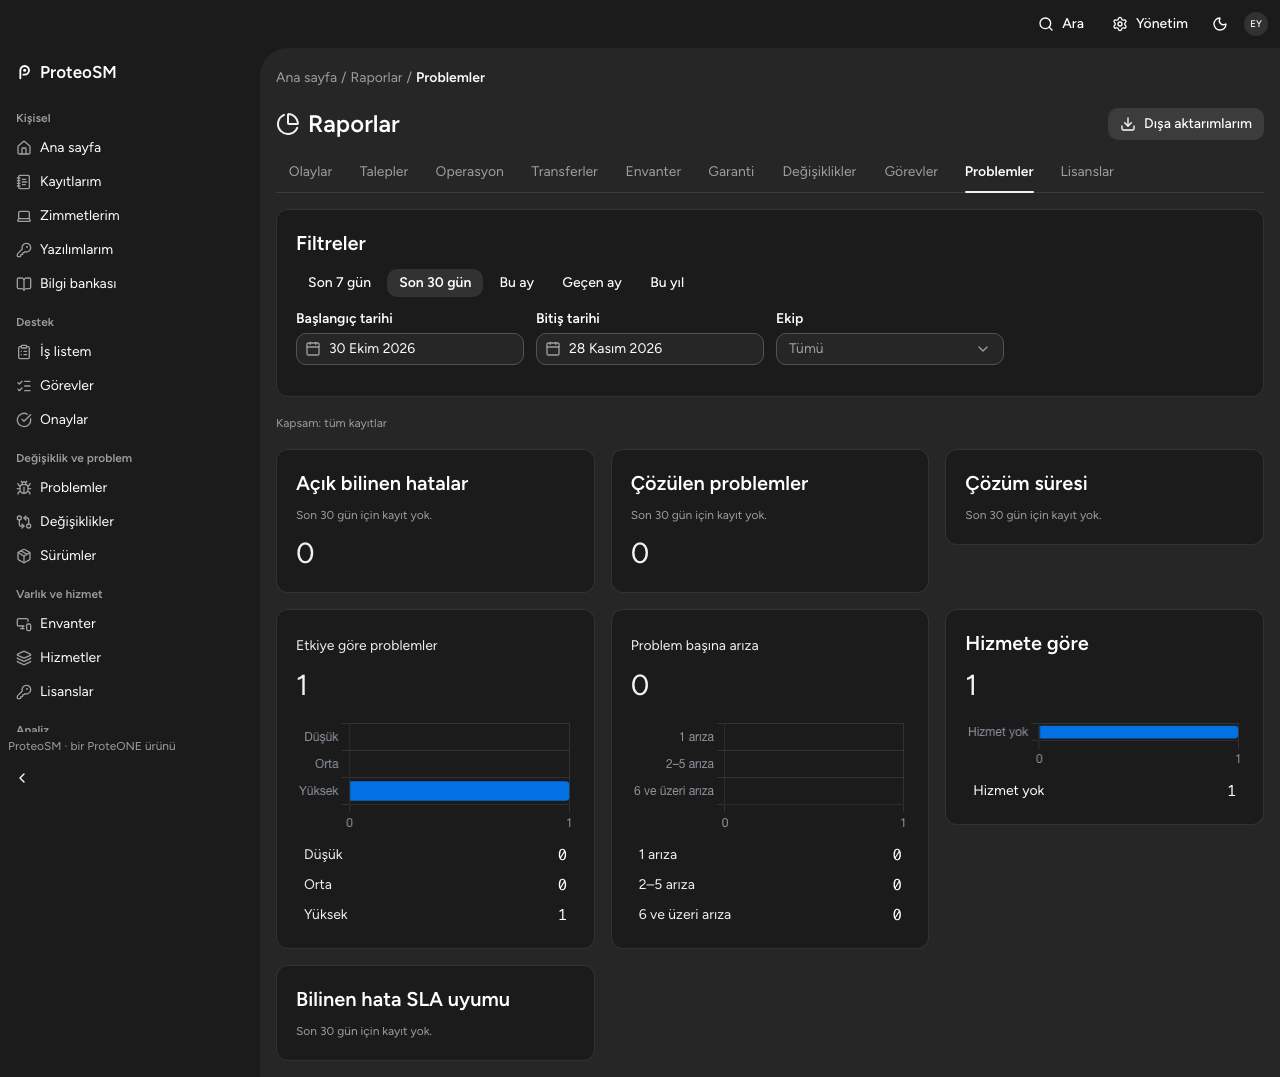 Ara
Yönetim
EY
ProteoSM
Kişisel
Ana sayfa
Kayıtlarım
Zimmetlerim
Yazılımlarım
Bilgi bankası
Destek
İş listem
Görevler
Onaylar
Değişiklik ve problem
Problemler
Değişiklikler
Sürümler
Varlık ve hizmet
Envanter
Hizmetler
Lisanslar
Analiz
ProteoSM · bir ProteONE ürünü
Ana sayfa / Raporlar / Problemler
Raporlar
Dışa aktarımlarım
Olaylar Talepler Operasyon Transferler Envanter Garanti Değişiklikler Görevler Problemler Lisanslar
Filtreler
Son 7 gün Son 30 gün Bu ay Geçen ay Bu yıl
Başlangıç tarihi Bitiş tarihi Ekip
30 Ekim 2026 28 Kasım 2026 Tümü
Kapsam: tüm kayıtlar
Açık bilinen hatalar
Son 30 gün için kayıt yok.
0
Çözülen problemler
Son 30 gün için kayıt yok.
0
Çözüm süresi
Son 30 gün için kayıt yok.
Etkiye göre problemler
1
Düşük
Orta
Yüksek
0 1
Düşük 0
Orta 0
Yüksek 1
Problem başına arıza
0
1 arıza
2–5 arıza
6 ve üzeri arıza
0 1
1 arıza 0
2–5 arıza 0
6 ve üzeri arıza 0
Hizmete göre
1
Hizmet yok
0 1
Hizmet yok 1
Bilinen hata SLA uyumu
Son 30 gün için kayıt yok.